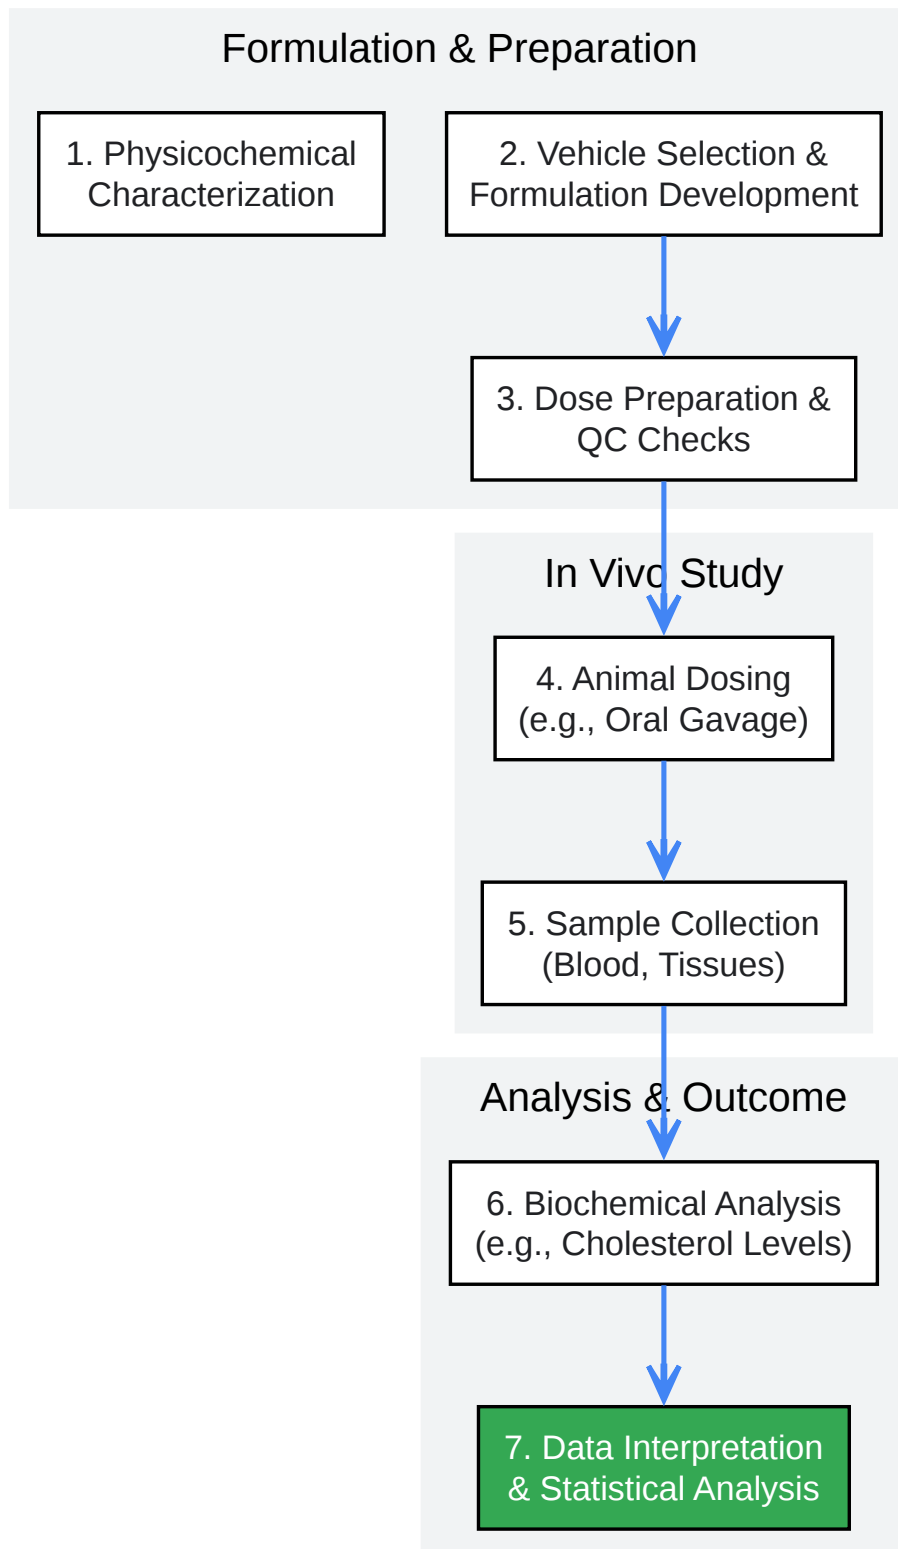 Formulation & Preparation
1. Physicochemical
Characterization
2. Vehicle Selection &
Formulation Development
3. Dose Preparation &
QC Checks
In Vivo Study
4. Animal Dosing
(e.g., Oral Gavage)
5. Sample Collection
(Blood, Tissues)
Analysis & Outcome
6. Biochemical Analysis
(e.g., Cholesterol Levels)
7. Data Interpretation
& Statistical Analysis